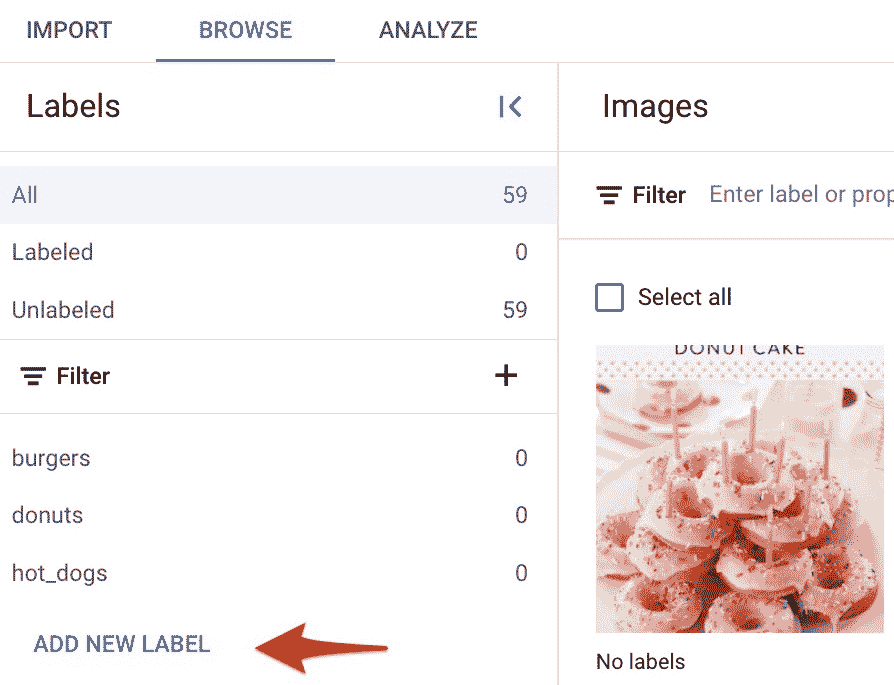 IMPORT BROWSE ANALYZE
Labels
All 59
Labeled 0
Unlabeled 59
Filter
burgers 0
donuts 0
hot_dogs 0
ADD NEW LABEL
Images
Filter Enter label or prop
Select all
DONUT CAKE
No labels